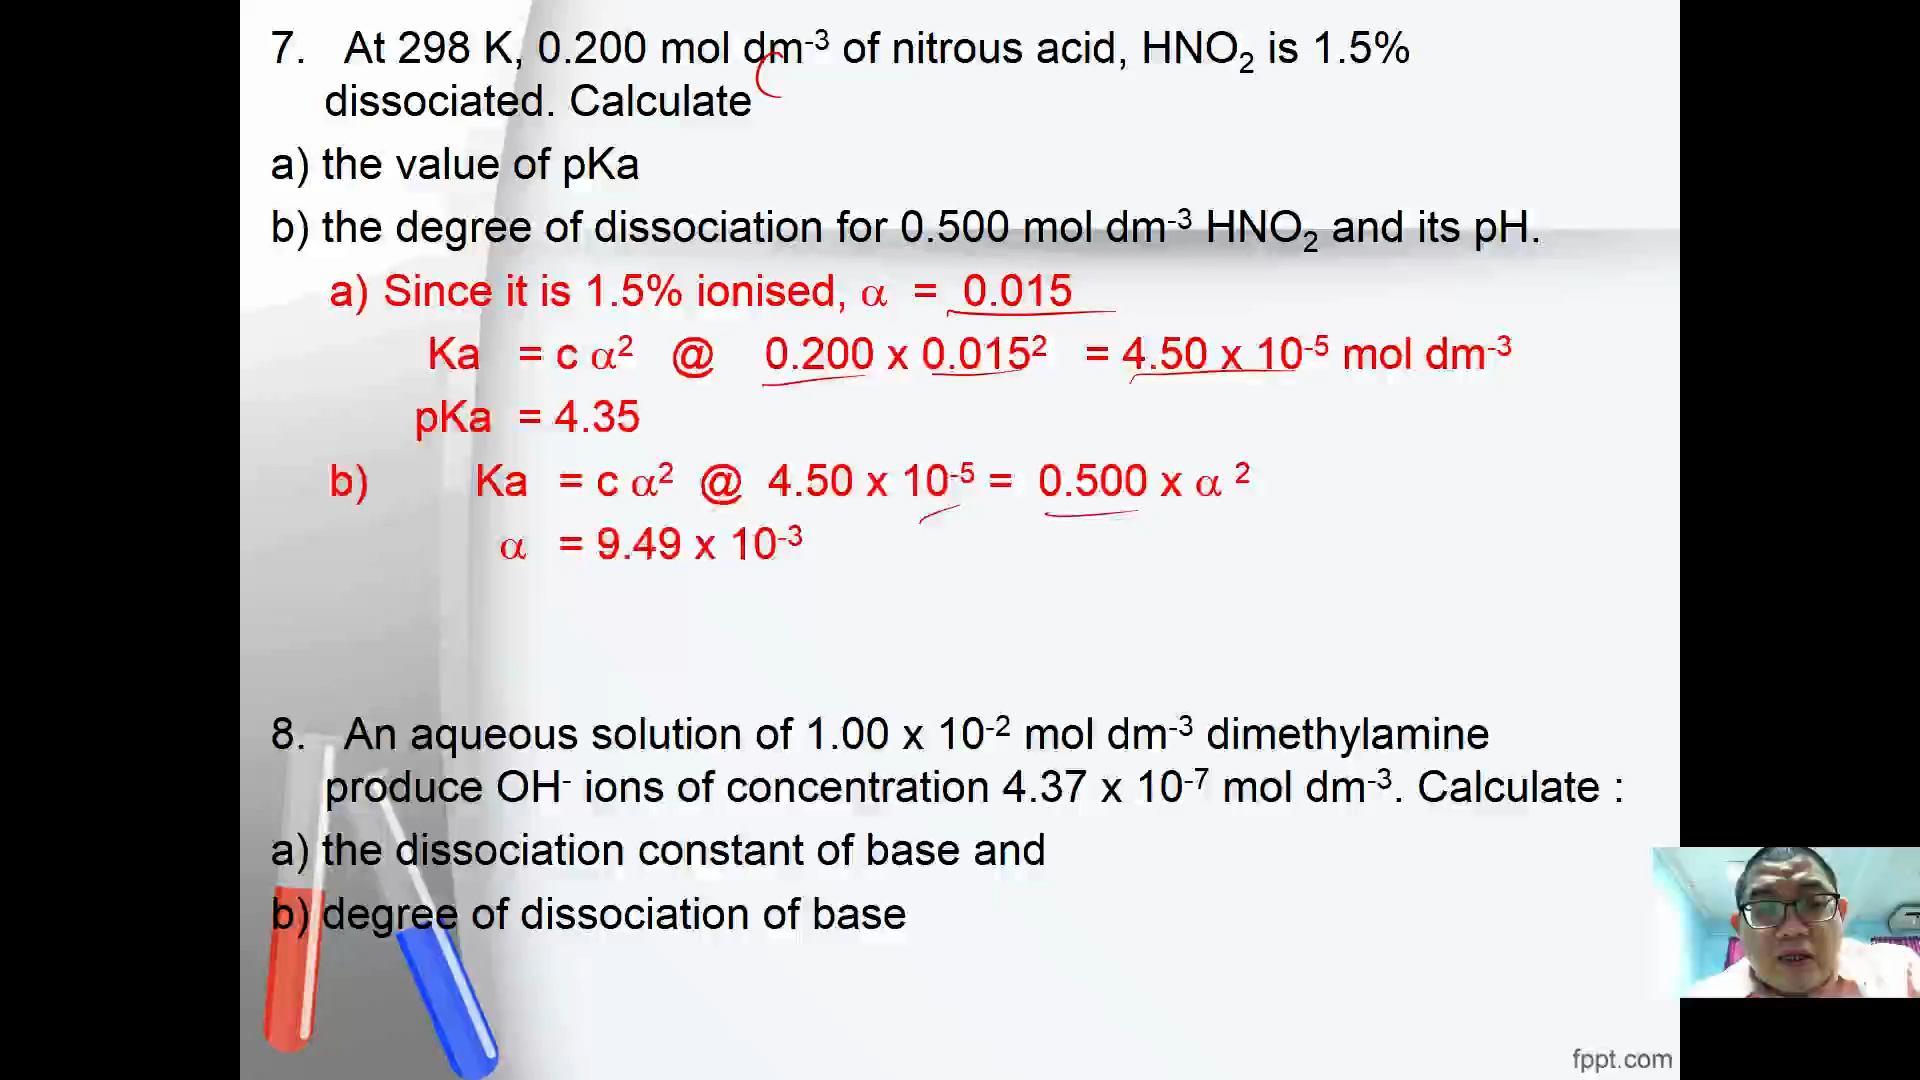 7. At 298 K, 0.200 mol dm⁻³ of nitrous acid, HNO₂ is 1.5%
dissociated. Calculate
a) the value of pKa
b) the degree of dissociation for 0.500 mol dm⁻³ HNO₂ and its pH.
a) Since it is 1.5% ionised, α = 0.015
Ka = c α² @ 0.200 x 0.015² = 4.50 x 10⁻⁵ mol dm⁻³
pKa = 4.35
b) Ka = c α² @ 4.50 x 10⁻⁵ = 0.500 x α ²
α = 9.49 x 10⁻³
8. An aqueous solution of 1.00 x 10⁻² mol dm⁻³ dimethylamine
produce OH⁻ ions of concentration 4.37 x 10⁻⁷ mol dm⁻³. Calculate :
a) the dissociation constant of base and
b) degree of dissociation of base
fppt.com